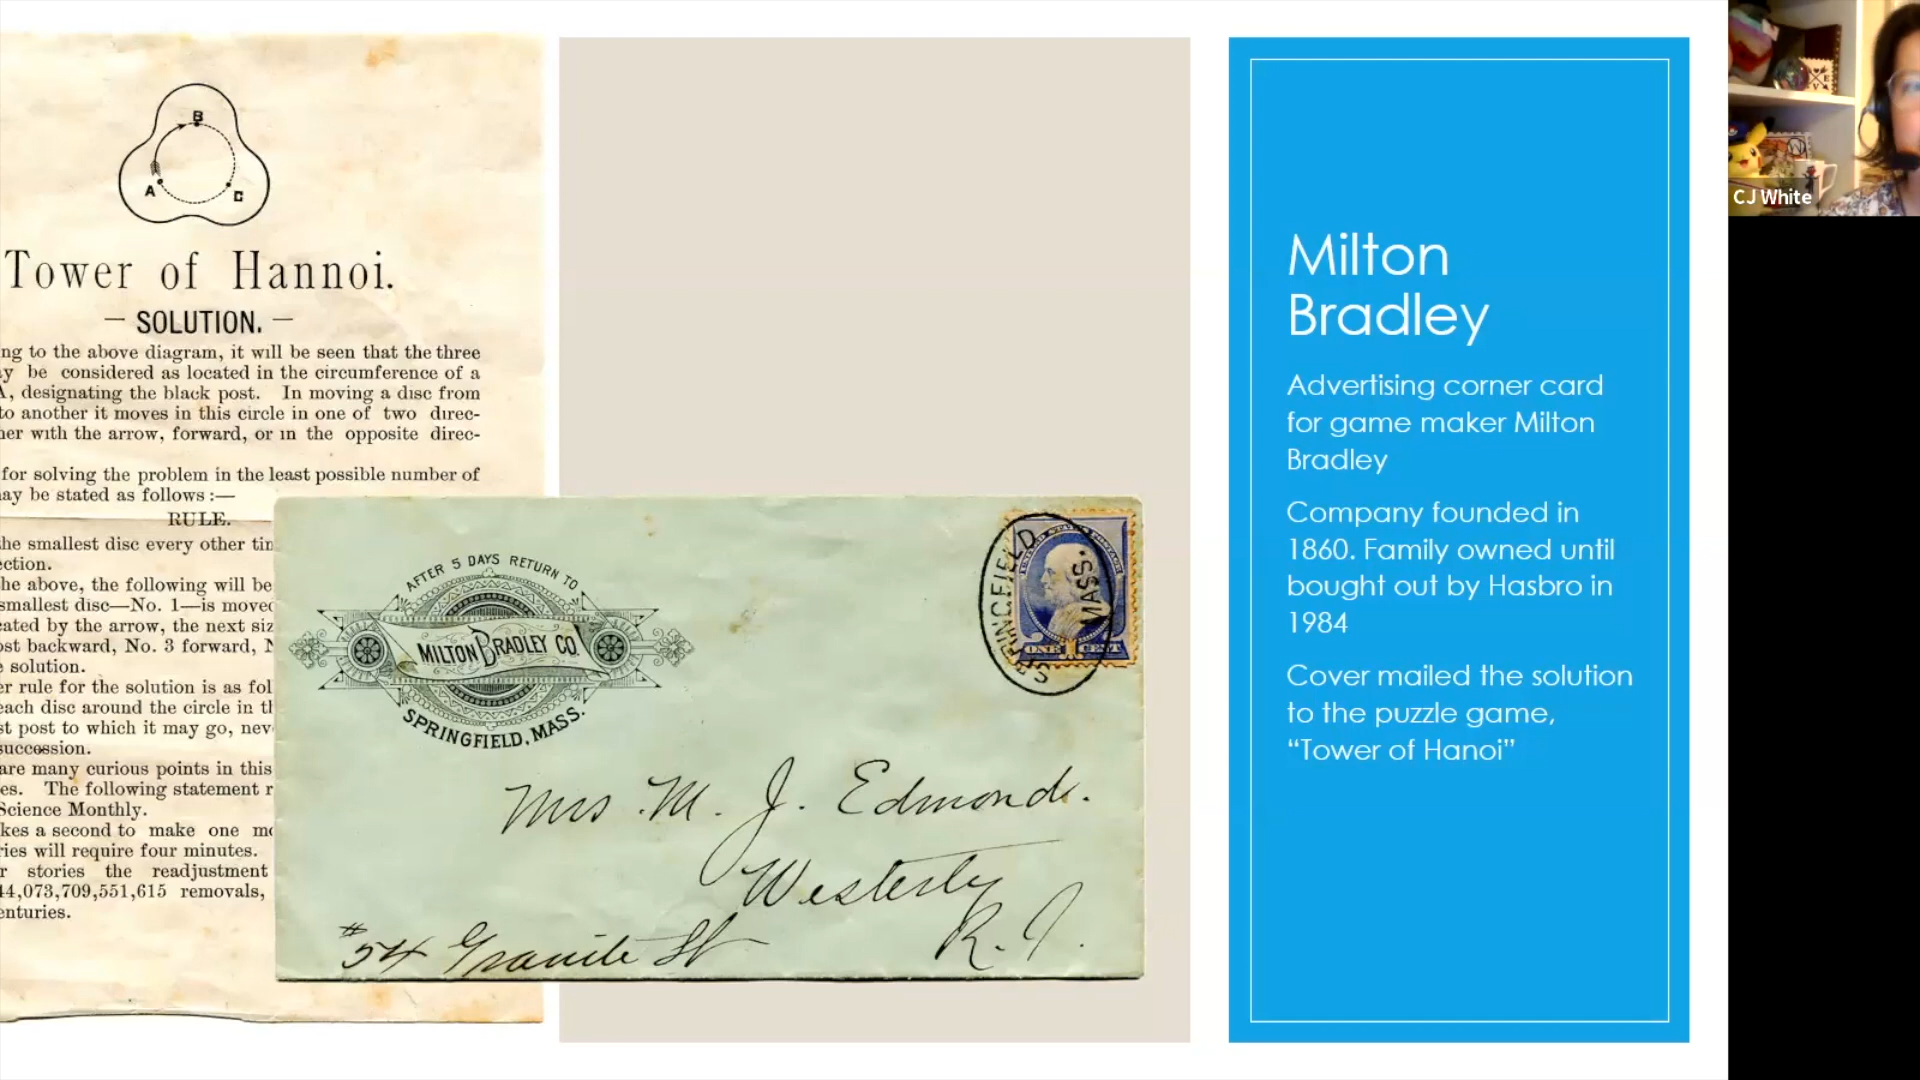 B
A
C
Tower of Hannoi.
— SOLUTION. —
ng to the above diagram, it will be seen that the three
y be considered as located in the circumference of a
A, designating the black post. In moving a disc from
to another it moves in this circle in one of two direc-
her with the arrow, forward, or in the opposite direc-
for solving the problem in the least possible number of
ay be stated as follows :—
RULE.
he smallest disc every other tin
ection.
he above, the following will be
smallest disc—No. 1—is moved
ated by the arrow, the next siz
ost backward, No. 3 forward, N
e solution.
er rule for the solution is as fol
each disc around the circle in th
st post to which it may go, nev
succession.
are many curious points in this
es. The following statement r
Science Monthly.
kes a second to make one mo
ries will require four minutes.
r stories the readjustment
44,073,709,551,615 removals,
enturies.
AFTER 5 DAYS RETURN TO
MILTON BRADLEY CO.
SPRINGFIELD, MASS.
SPRINGFIELD MASS.
UNITED STATES POSTAGE
ONE 1 CENT
Mrs. M. J. Edmonds.
Westerly
R. I.
#54 Granite St
Milton
Bradley
Advertising corner card
for game maker Milton
Bradley
Company founded in
1860. Family owned until
bought out by Hasbro in
1984
Cover mailed the solution
to the puzzle game,
“Tower of Hanoi”
CJ White